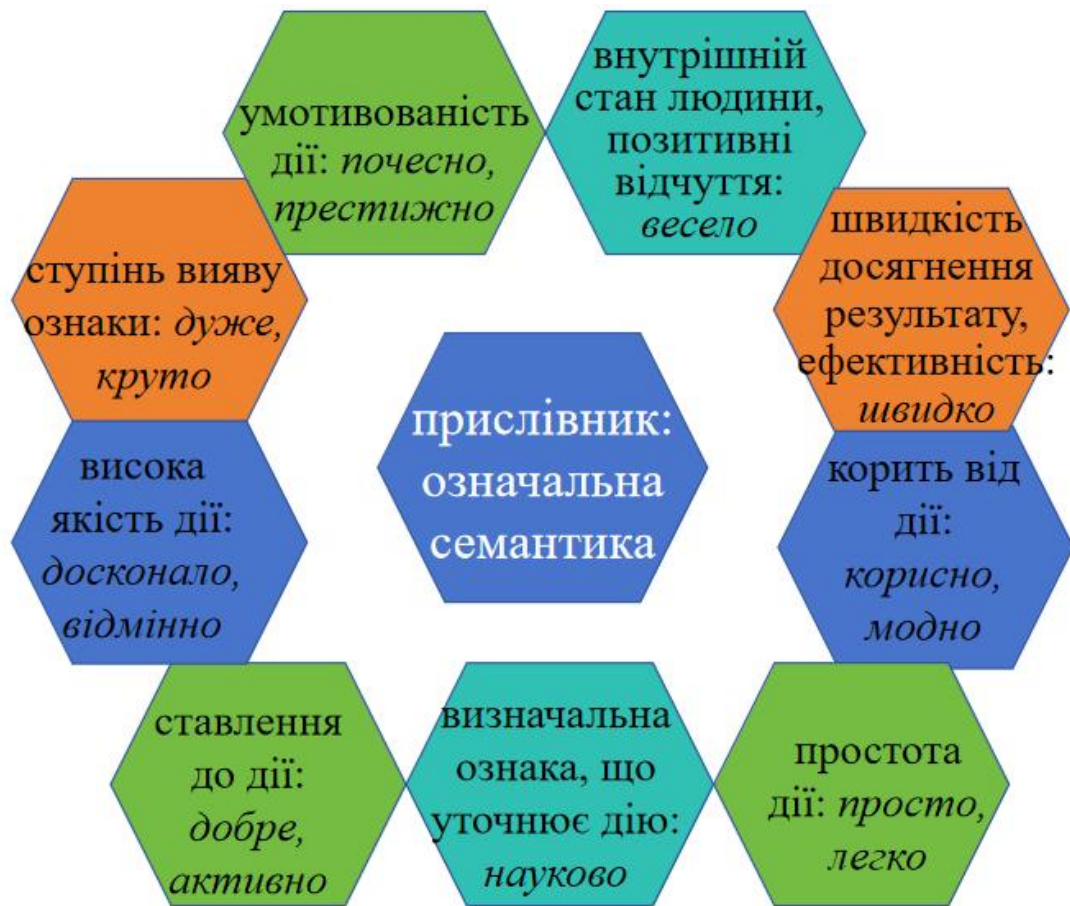 умотивованість
дії: почесно,
престижно
внутрішній
стан людини,
позитивні
відчуття:
весело
ступінь вияву
ознаки: дуже,
круто
швидкість
досягнення
результату,
ефективність:
швидко
прислівник:
означальна
семантика
висока
якість дії:
досконало,
відмінно
корить від
дії:
корисно,
модно
ставлення
до дії:
добре,
активно
визначальна
ознака, що
уточнює дію:
науково
простота
дії: просто,
легко